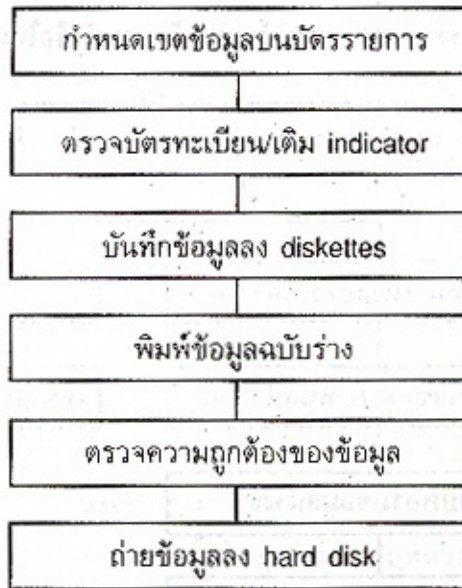 กำหนดเขตข้อมูลบนบัตรรายการ
ตรวจบัตรทะเบียน/เติม indicator
บันทึกข้อมูลลง diskettes
พิมพ์ข้อมูลฉบับร่าง
ตรวจความถูกต้องของข้อมูล
ถ่ายข้อมูลลง hard disk